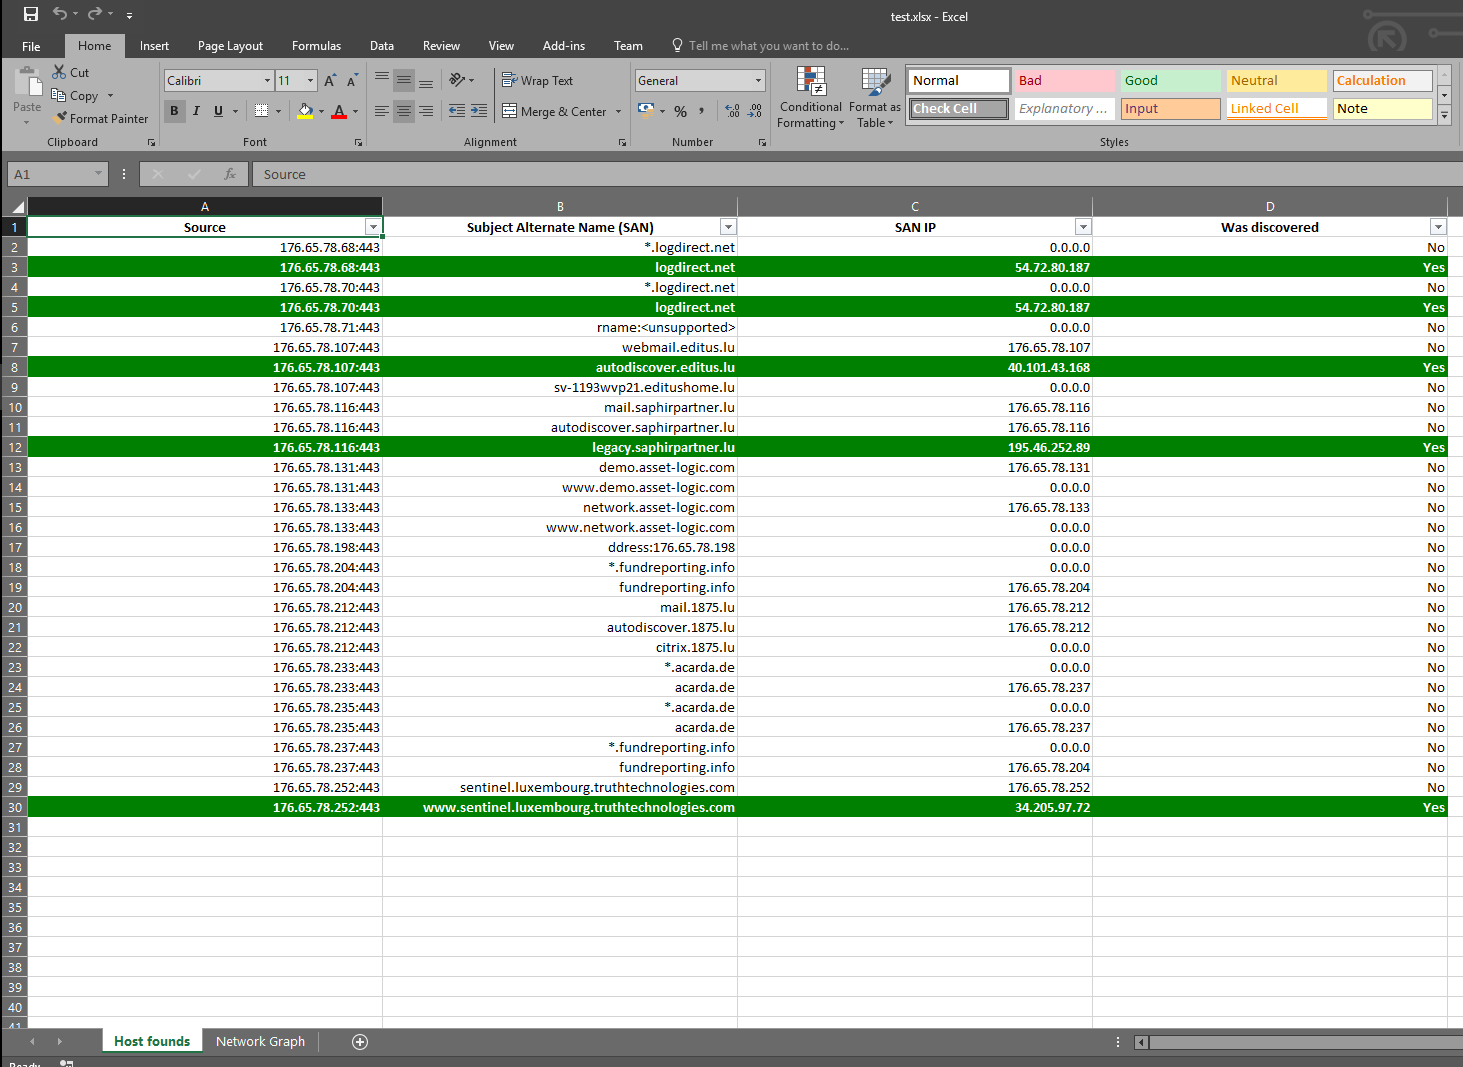 test.xlsx - Excel
File Home Insert Page Layout Formulas Data Review View Add-ins Team Tell me what you want to do...
Paste
Cut
Copy
Format Painter
Clipboard
Calibri 11
B I U
Font
Wrap Text
Merge & Center
Alignment
General
% ,
Number
Conditional Formatting
Format as Table
Normal Bad Good Neutral Calculation
Check Cell Explanatory ... Input Linked Cell Note
Styles
A1 fx Source
A B C D
1 Source Subject Alternate Name (SAN) SAN IP Was discovered
2 176.65.78.68:443 *.logdirect.net 0.0.0.0 No
3 176.65.78.68:443 logdirect.net 54.72.80.187 Yes
4 176.65.78.70:443 *.logdirect.net 0.0.0.0 No
5 176.65.78.70:443 logdirect.net 54.72.80.187 Yes
6 176.65.78.71:443 rname:<unsupported> 0.0.0.0 No
7 176.65.78.107:443 webmail.editus.lu 176.65.78.107 No
8 176.65.78.107:443 autodiscover.editus.lu 40.101.43.168 Yes
9 176.65.78.107:443 sv-1193wvp21.editushome.lu 0.0.0.0 No
10 176.65.78.116:443 mail.saphirpartner.lu 176.65.78.116 No
11 176.65.78.116:443 autodiscover.saphirpartner.lu 176.65.78.116 No
12 176.65.78.116:443 legacy.saphirpartner.lu 195.46.252.89 Yes
13 176.65.78.131:443 demo.asset-logic.com 176.65.78.131 No
14 176.65.78.131:443 www.demo.asset-logic.com 0.0.0.0 No
15 176.65.78.133:443 network.asset-logic.com 176.65.78.133 No
16 176.65.78.133:443 www.network.asset-logic.com 0.0.0.0 No
17 176.65.78.198:443 ddress:176.65.78.198 0.0.0.0 No
18 176.65.78.204:443 *.fundreporting.info 0.0.0.0 No
19 176.65.78.204:443 fundreporting.info 176.65.78.204 No
20 176.65.78.212:443 mail.1875.lu 176.65.78.212 No
21 176.65.78.212:443 autodiscover.1875.lu 176.65.78.212 No
22 176.65.78.212:443 citrix.1875.lu 0.0.0.0 No
23 176.65.78.233:443 *.acarda.de 0.0.0.0 No
24 176.65.78.233:443 acarda.de 176.65.78.237 No
25 176.65.78.235:443 *.acarda.de 0.0.0.0 No
26 176.65.78.235:443 acarda.de 176.65.78.237 No
27 176.65.78.237:443 *.fundreporting.info 0.0.0.0 No
28 176.65.78.237:443 fundreporting.info 176.65.78.204 No
29 176.65.78.252:443 sentinel.luxembourg.truthtechnologies.com 176.65.78.252 No
30 176.65.78.252:443 www.sentinel.luxembourg.truthtechnologies.com 34.205.97.72 Yes
31
32
33
34
35
36
37
38
39
40
41
Host founds Network Graph
Ready